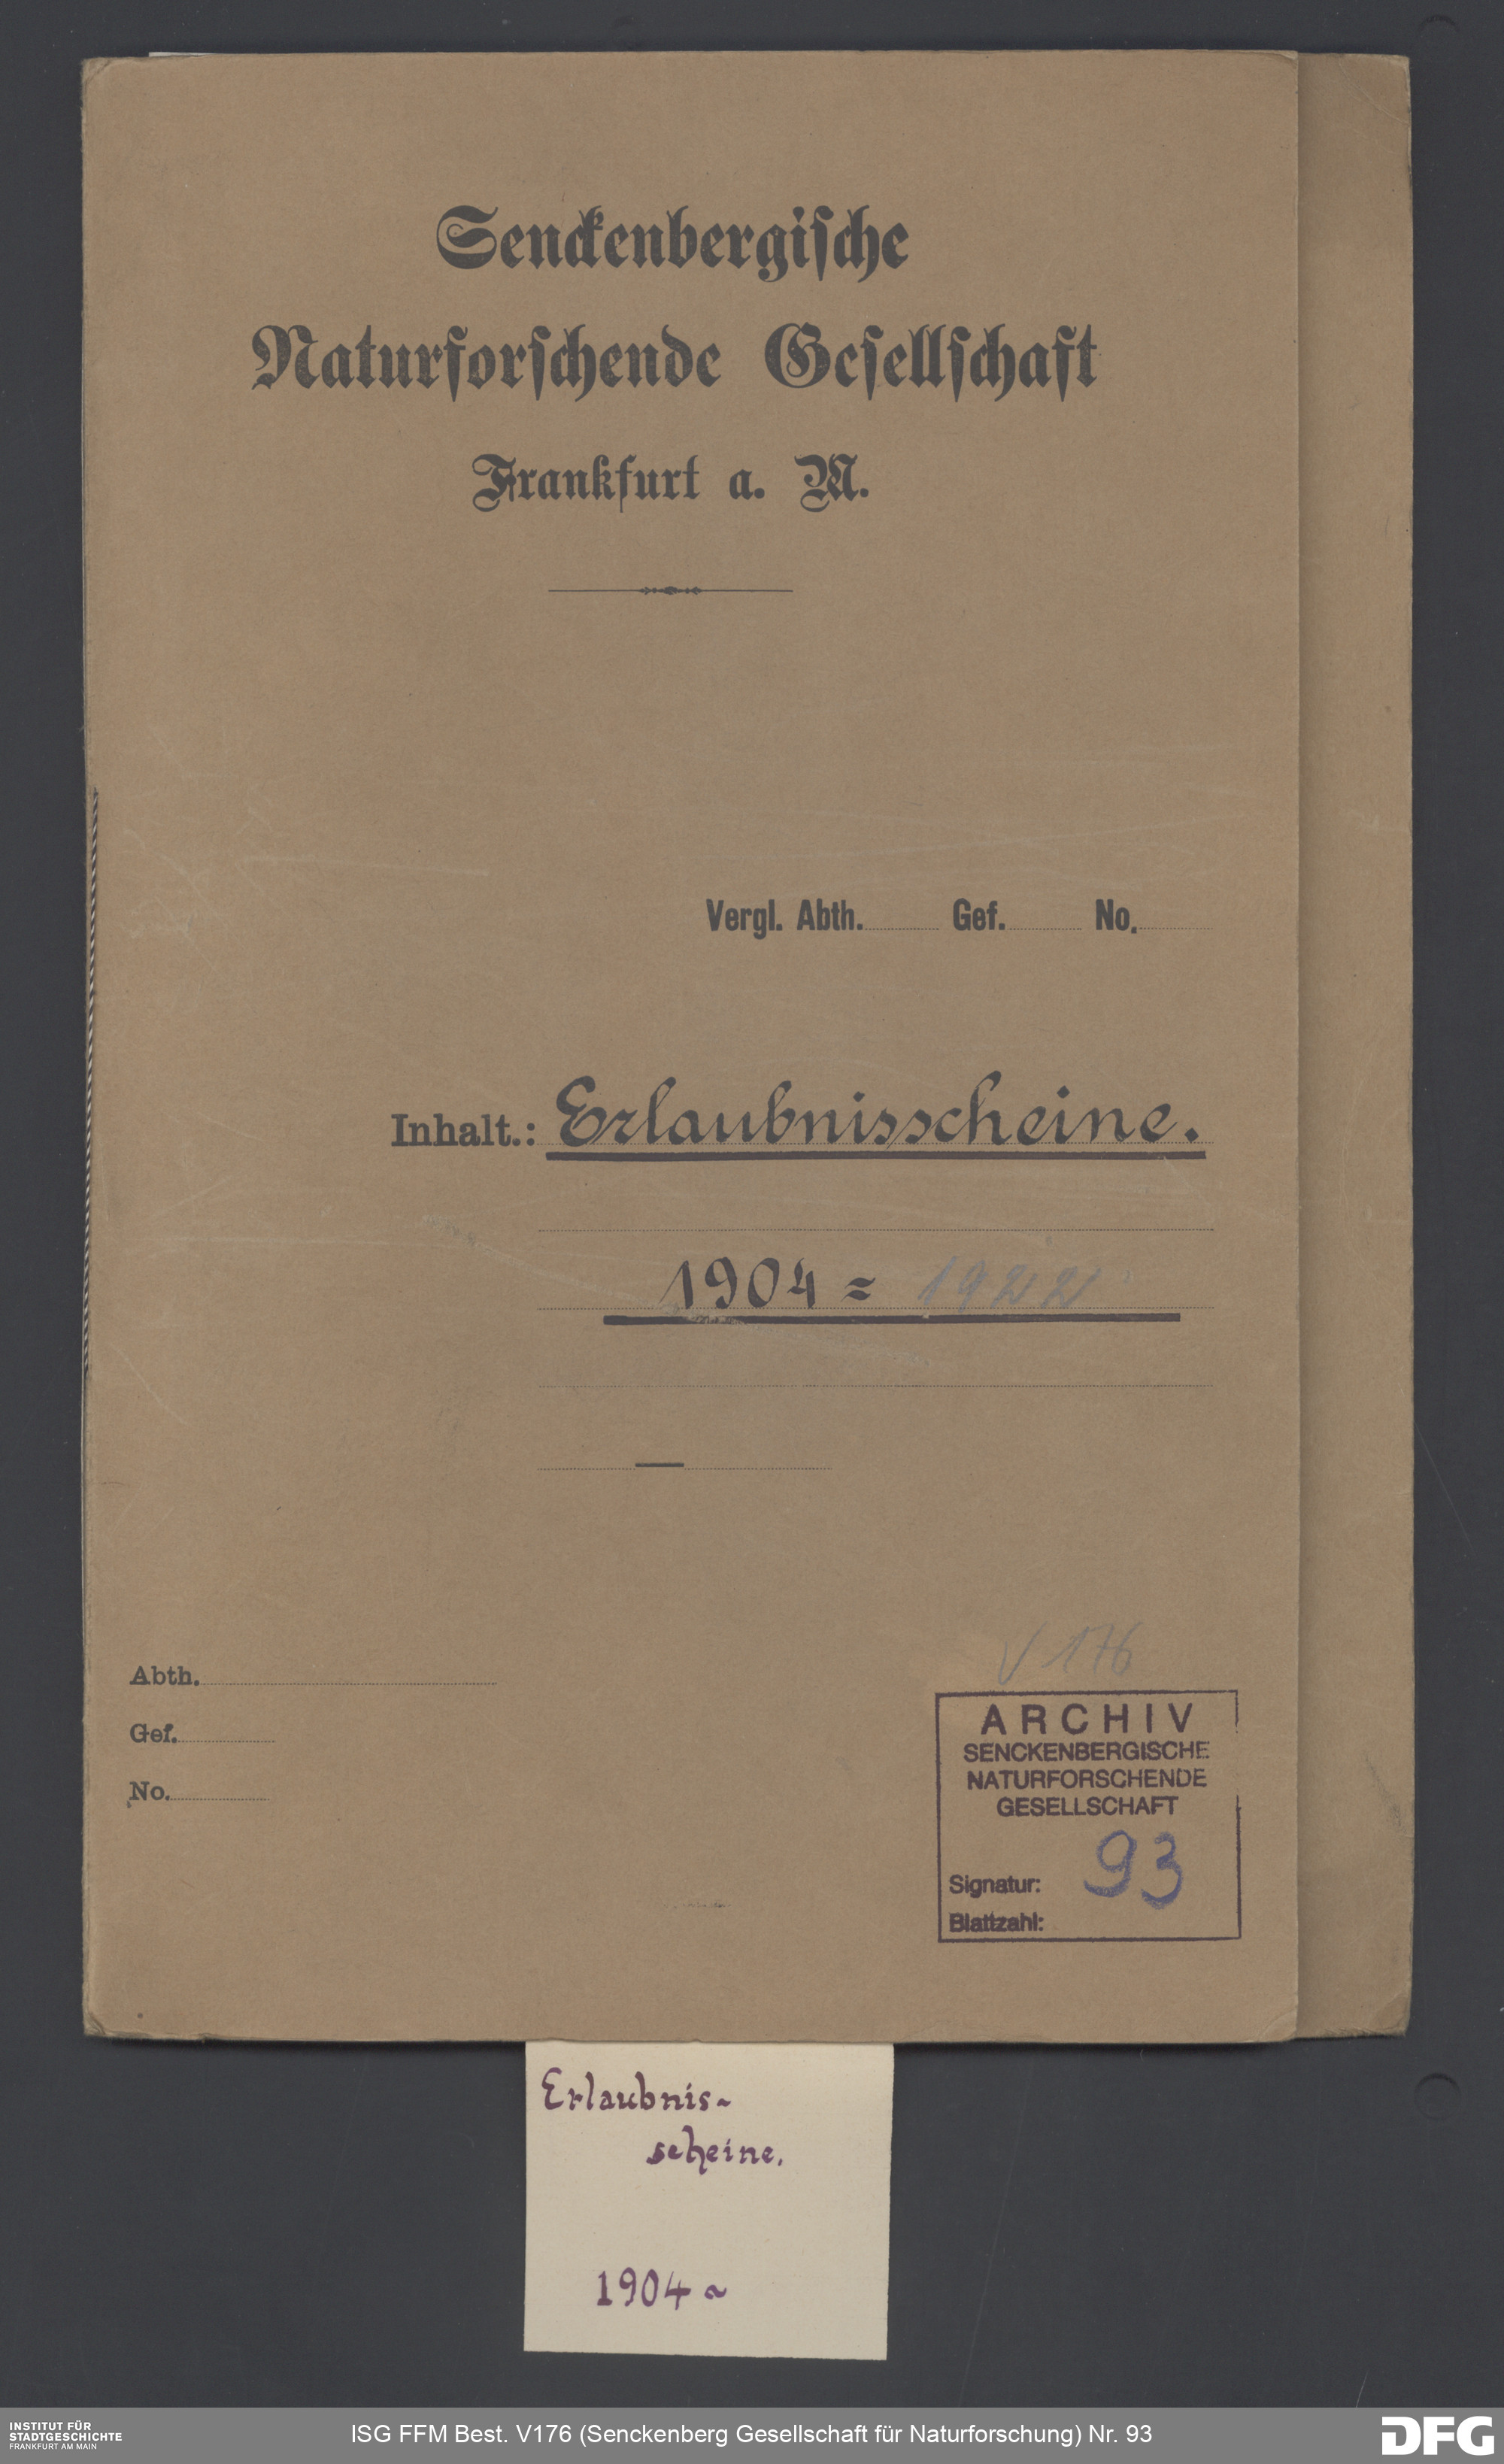 Senckenbergische
Naturforschende Gesellschaft
Frankfurt a. M.
Vergl. Abth. Gef. No.
Inhalt.: Erlaubnisscheine.
1904 = 1922
Abth.
Gef.
No.
V 176
ARCHIV
SENCKENBERGISCHE
NATURFORSCHENDE
GESELLSCHAFT
Signatur: 93
Blattzahl:
Erlaubnis~
scheine.
1904 ~
INSTITUT FÜR
STADTGESCHICHTE
FRANKFURT AM MAIN
ISG FFM Best. V176 (Senckenberg Gesellschaft für Naturforschung) Nr. 93
DFG